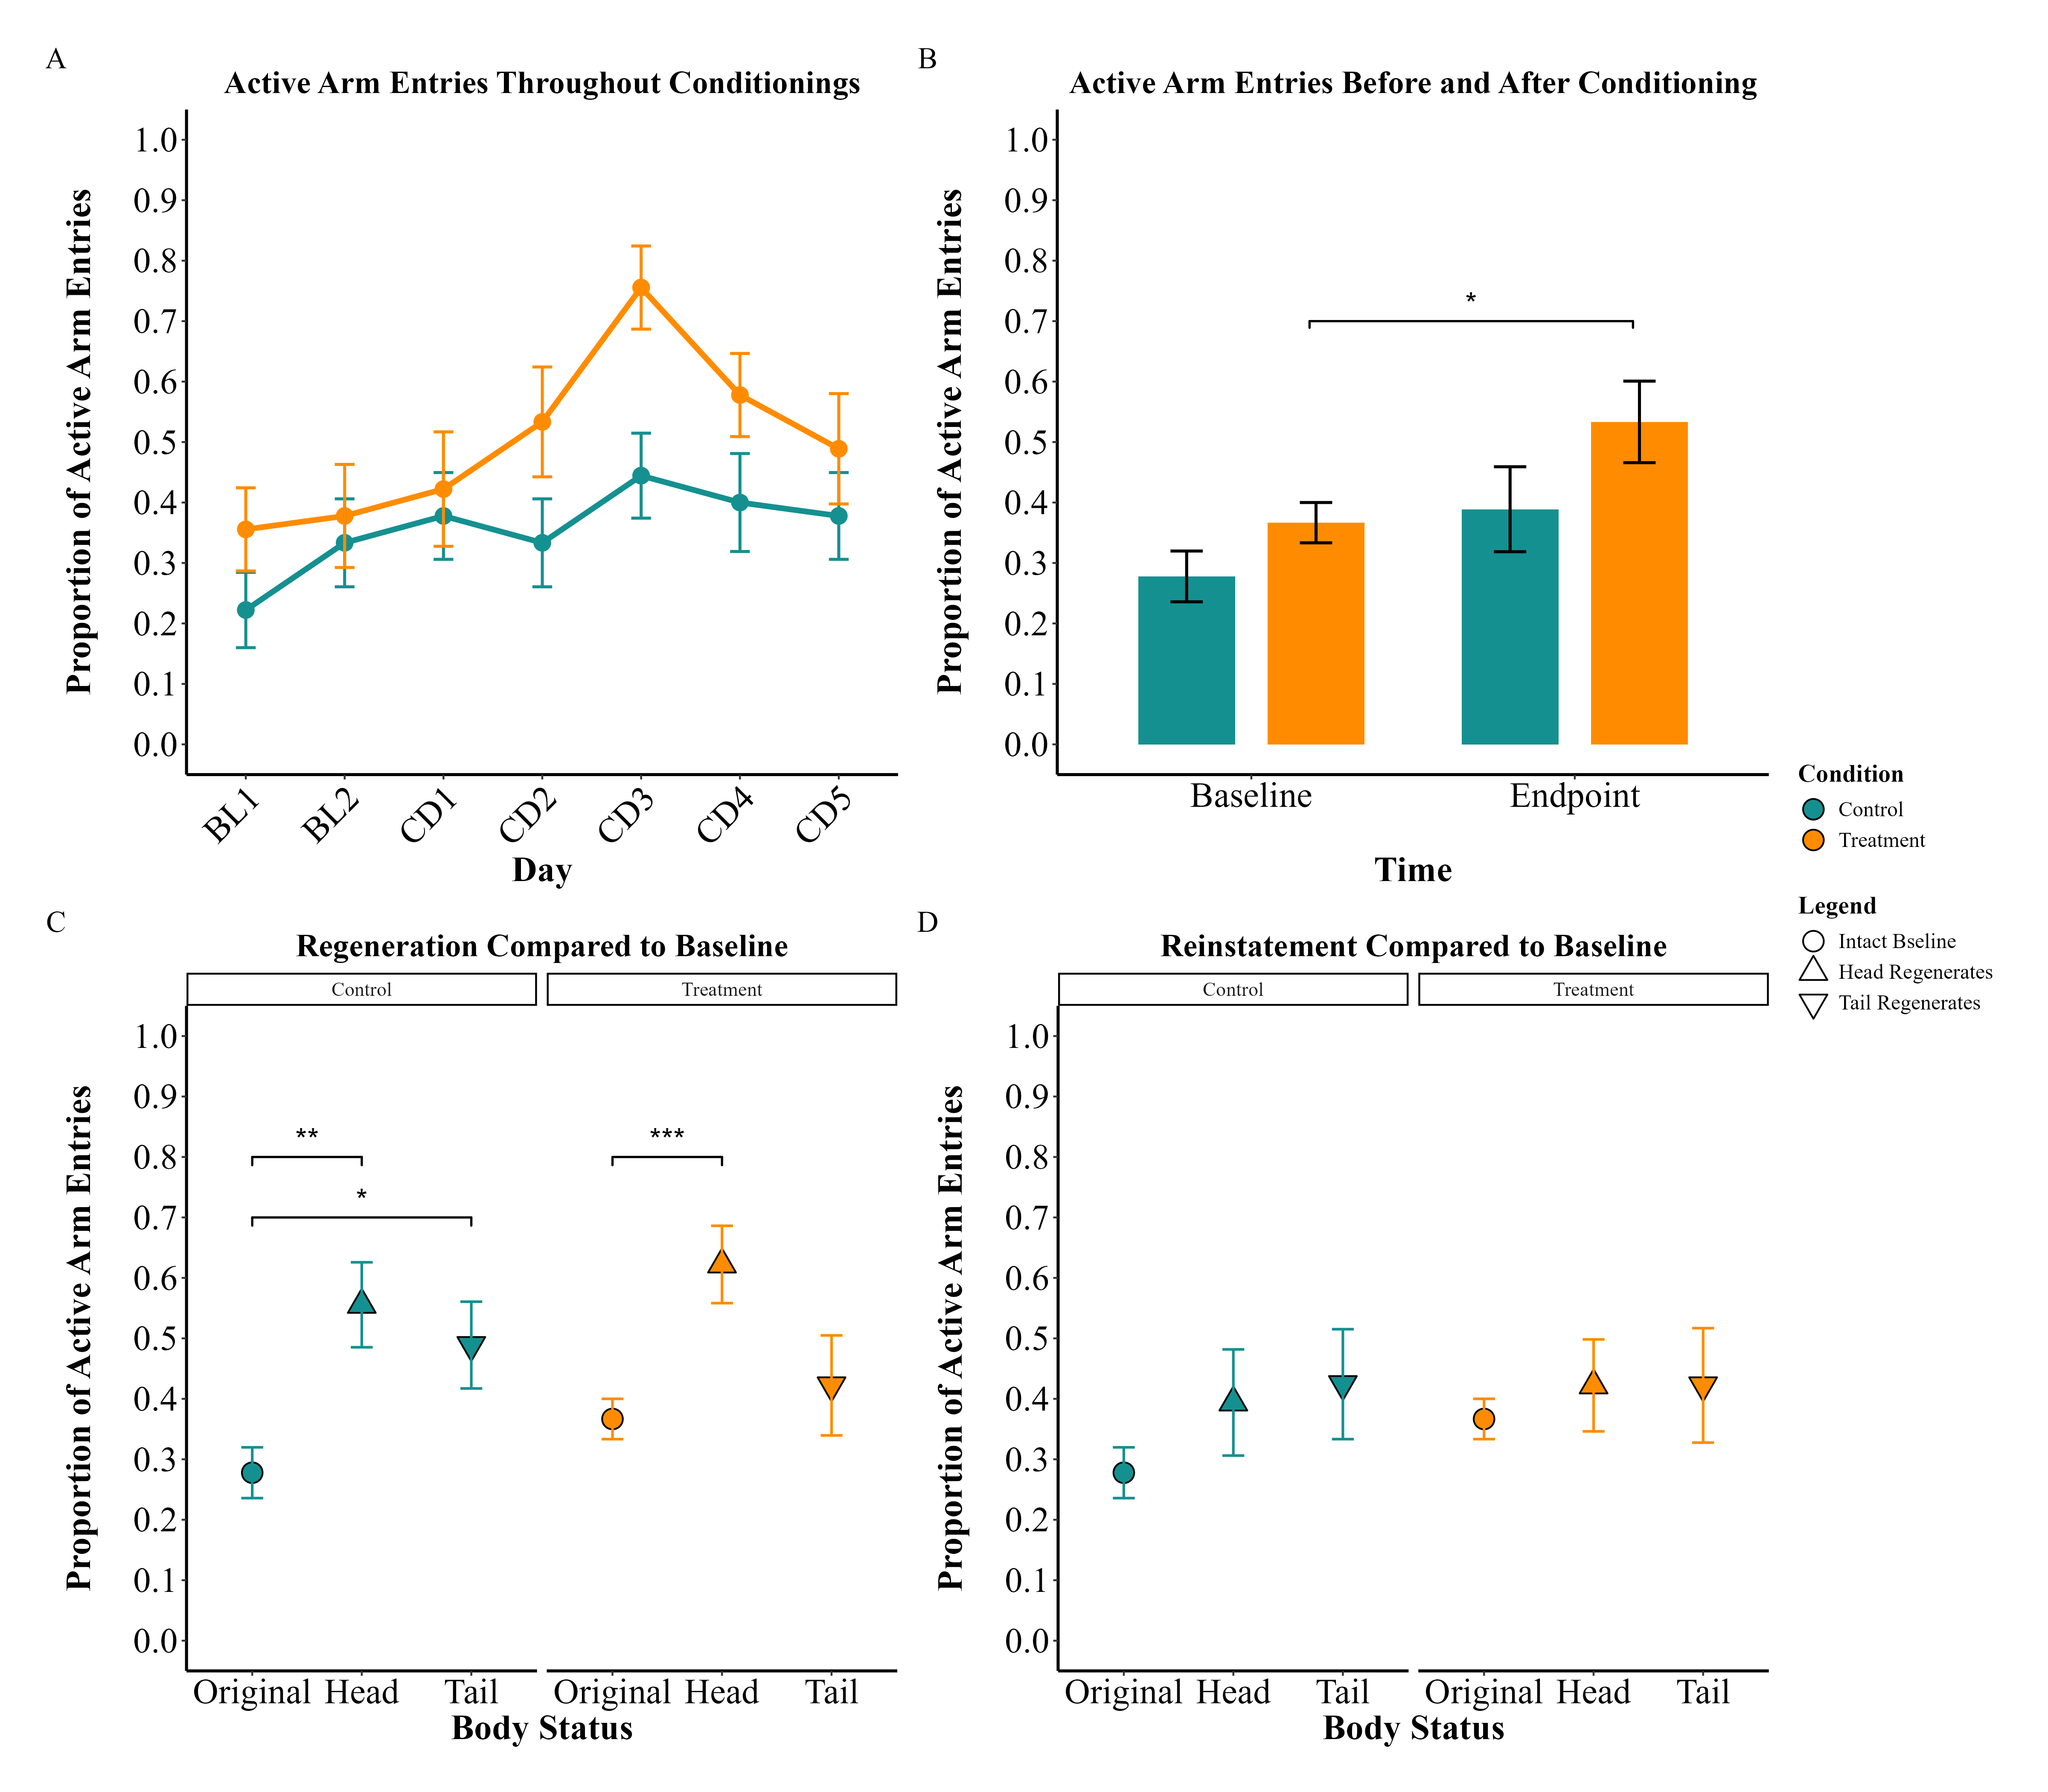 A
Active Arm Entries Throughout Conditionings
Proportion of Active Arm Entries
1.0
0.9
0.8
0.7
0.6
0.5
0.4
0.3
0.2
0.1
0.0
BL1 BL2 CD1 CD2 CD3 CD4 CD5
Day
B
Active Arm Entries Before and After Conditioning
Proportion of Active Arm Entries
1.0
0.9
0.8
0.7
0.6
0.5
0.4
0.3
0.2
0.1
0.0
*
Baseline Endpoint
Time
Condition
Control
Treatment
Legend
Intact Bseline
Head Regenerates
Tail Regenerates
C
Regeneration Compared to Baseline
Control Treatment
Proportion of Active Arm Entries
1.0
0.9
0.8
0.7
0.6
0.5
0.4
0.3
0.2
0.1
0.0
** ***
*
Original Head Tail Original Head Tail
Body Status
D
Reinstatement Compared to Baseline
Control Treatment
Proportion of Active Arm Entries
1.0
0.9
0.8
0.7
0.6
0.5
0.4
0.3
0.2
0.1
0.0
Original Head Tail Original Head Tail
Body Status